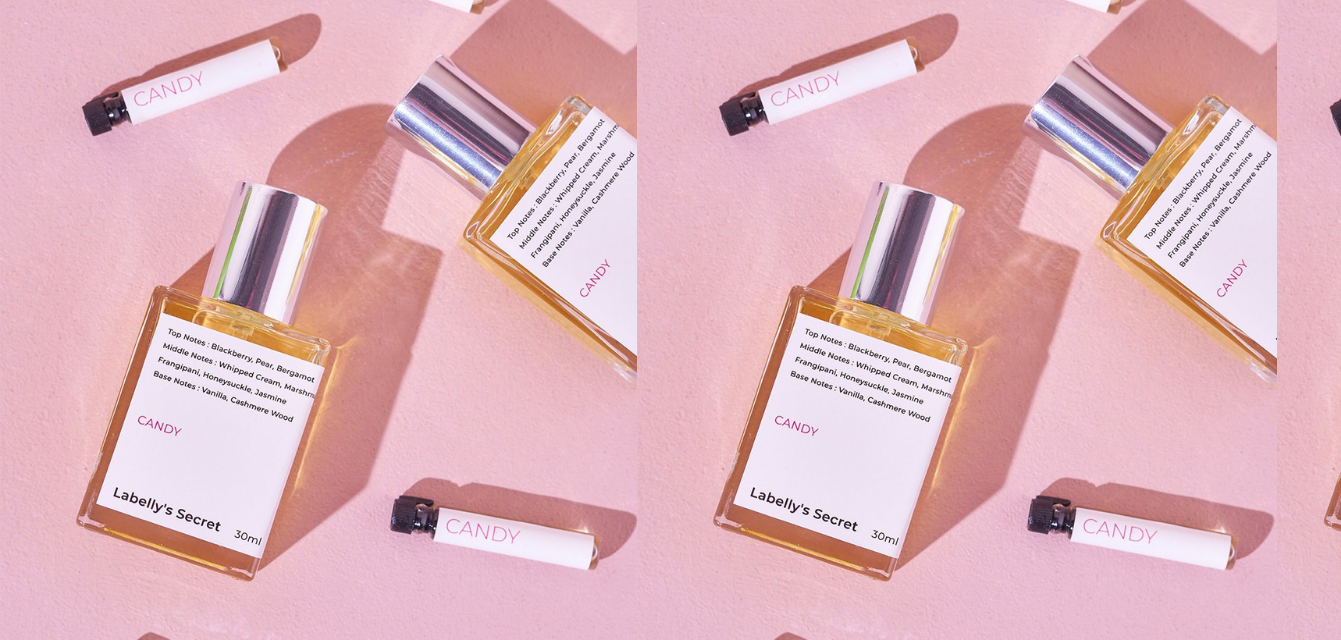 CANDY
Top Notes : Blackberry, Pear, Bergamot
Middle Notes : Whipped Cream, Marshm
Frangipani, Honeysuckle, Jasmine
Base Notes : Vanilla, Cashmere Wood
CANDY
Top Notes : Blackberry, Pear, Bergamot
Middle Notes : Whipped Cream, Marshm
Frangipani, Honeysuckle, Jasmine
Base Notes : Vanilla, Cashmere Wood
CANDY
Labelly's Secret
30ml
CANDY
CANDY
Top Notes : Blackberry, Pear, Bergamot
Middle Notes : Whipped Cream, Marshm
Frangipani, Honeysuckle, Jasmine
Base Notes : Vanilla, Cashmere Wood
CANDY
Top Notes : Blackberry, Pear, Bergamot
Middle Notes : Whipped Cream, Marshm
Frangipani, Honeysuckle, Jasmine
Base Notes : Vanilla, Cashmere Wood
CANDY
Labelly's Secret
30ml
CANDY